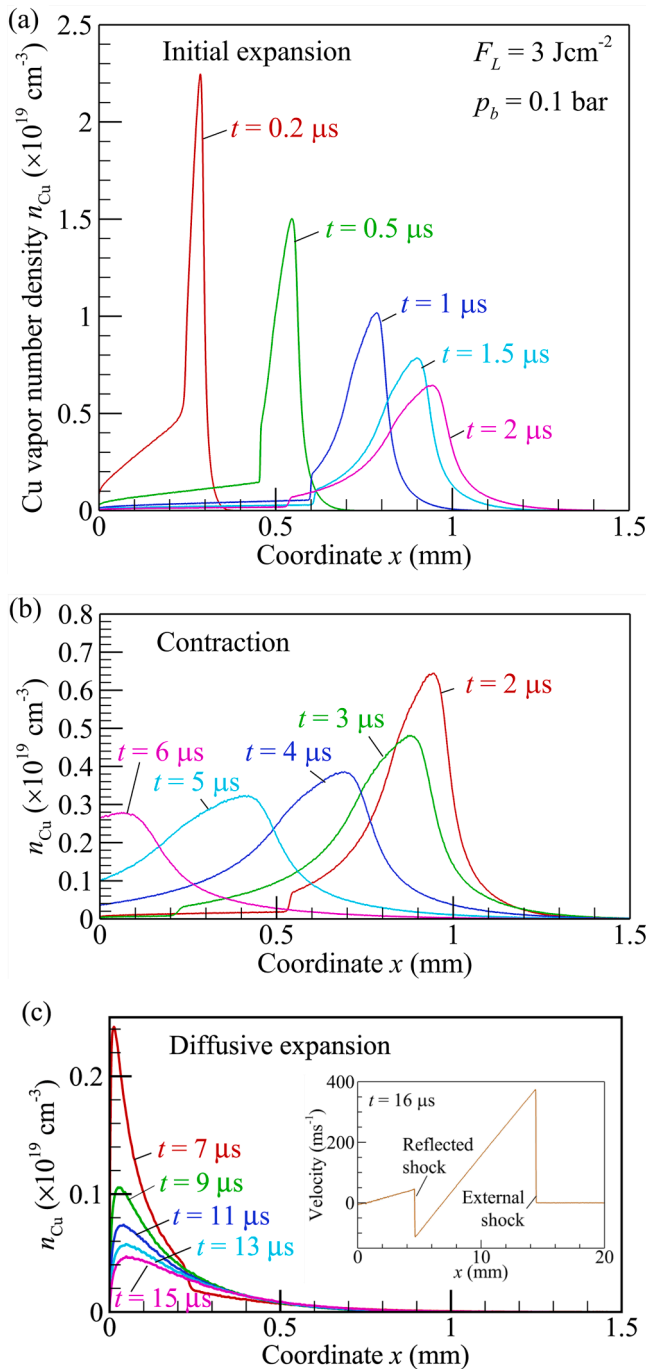 (a)
Initial expansion
F_L = 3 Jcm⁻²
p_b = 0.1 bar
t = 0.2 μs
t = 0.5 μs
t = 1 μs
t = 1.5 μs
t = 2 μs
Cu vapor number density n_Cu (×10¹⁹ cm⁻³)
2.5
2
1.5
1
0.5
0
0
0.5
1
1.5
Coordinate x (mm)
(b)
Contraction
t = 2 μs
t = 3 μs
t = 4 μs
t = 5 μs
t = 6 μs
n_Cu (×10¹⁹ cm⁻³)
0.8
0.7
0.6
0.5
0.4
0.3
0.2
0.1
0
0
0.5
1
1.5
Coordinate x (mm)
(c)
Diffusive expansion
t = 7 μs
t = 9 μs
t = 11 μs
t = 13 μs
t = 15 μs
n_Cu (×10¹⁹ cm⁻³)
0.2
0.1
0
t = 16 μs
Reflected
shock
External
shock
Velocity (ms⁻¹)
400
200
0
0
10
20
x (mm)
0
0.5
1
1.5
Coordinate x (mm)